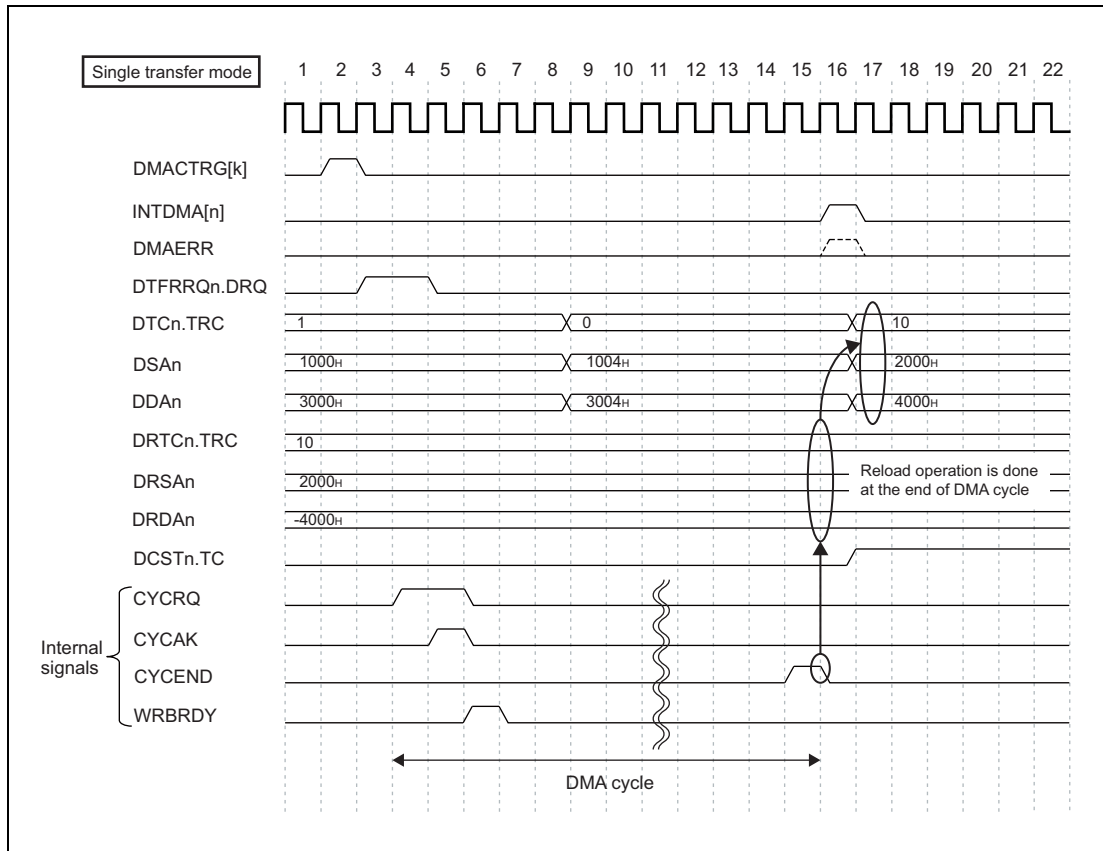 Single transfer mode 1 2 3 4 5 6 7 8 9 10 11 12 13 14 15 16 17 18 19 20 21 22
DMACTRG[k]
INTDMA[n]
DMAERR
DTFRRQn.DRQ
DTCn.TRC 1 0 10
DSAn 1000H 1004H 2000H
DDAn 3000H 3004H 4000H
DRTCn.TRC 10
DRSAn 2000H
Reload operation is done
at the end of DMA cycle
DRDAn -4000H
DCSTn.TC
Internal
signals
CYCRQ
CYCAK
CYCEND
WRBRDY
DMA cycle